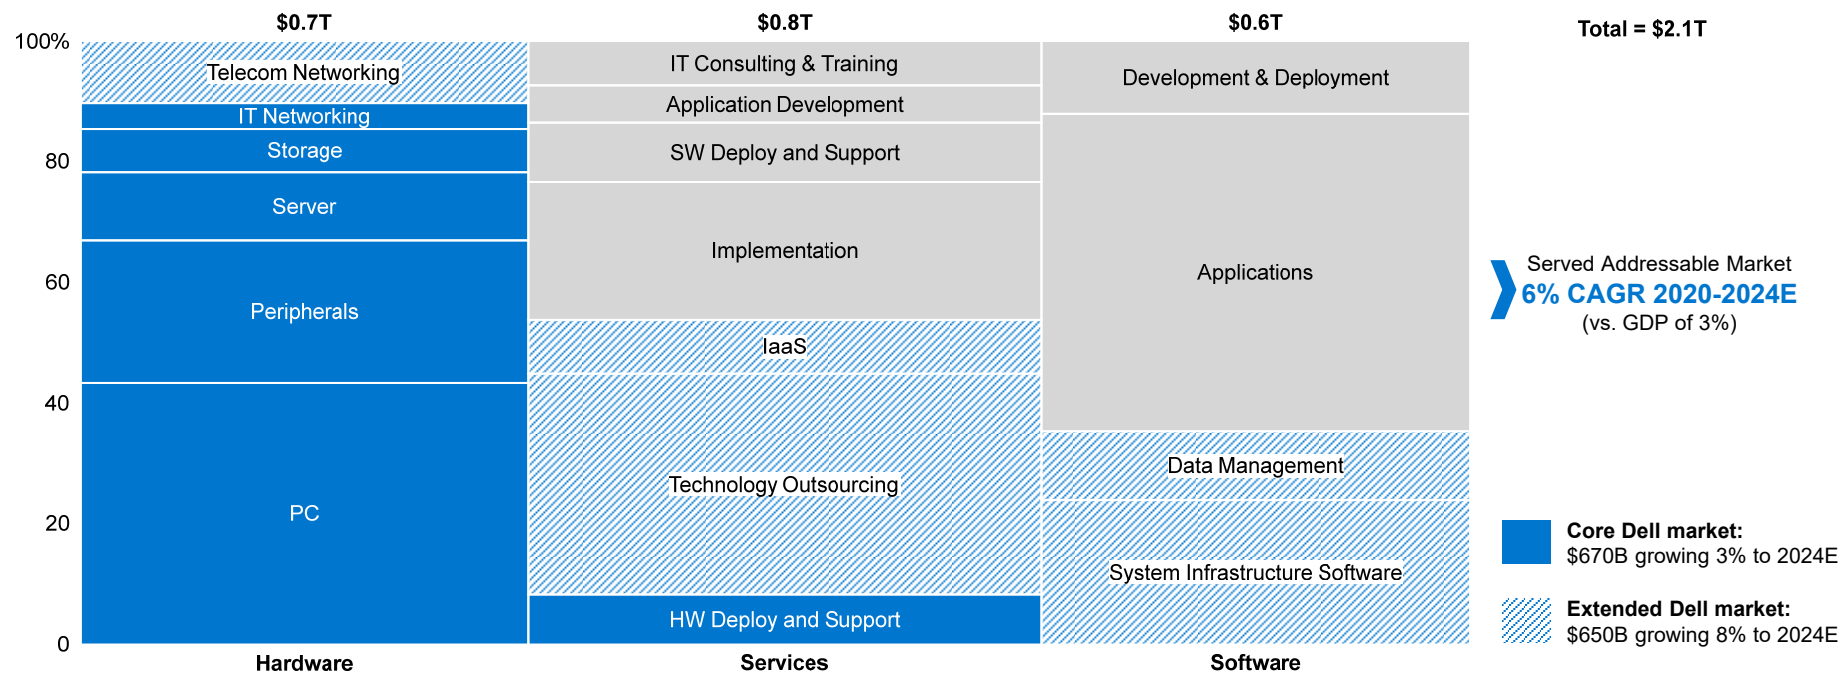 $0.7T
$0.8T
$0.6T
Total = $2.1T
100%
80
60
40
20
0
Telecom Networking
IT Networking
Storage
Server
Peripherals
PC
Hardware
IT Consulting & Training
Application Development
SW Deploy and Support
Implementation
IaaS
Technology Outsourcing
HW Deploy and Support
Services
Development & Deployment
Applications
Data Management
System Infrastructure Software
Software
Served Addressable Market
6% CAGR 2020-2024E
(vs. GDP of 3%)
Core Dell market:
$670B growing 3% to 2024E
Extended Dell market:
$650B growing 8% to 2024E